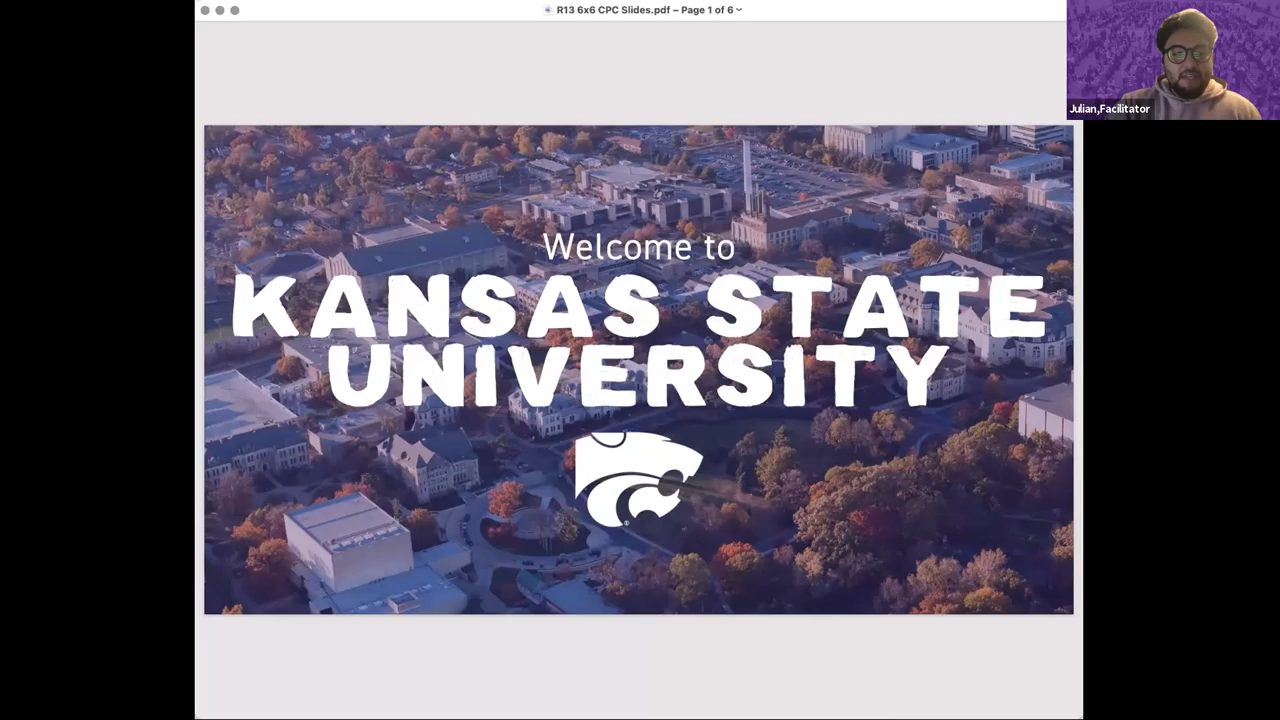 R13 6x6 CPC Slides.pdf – Page 1 of 6
Julian,Facilitator
Welcome to
KANSAS STATE
UNIVERSITY
®